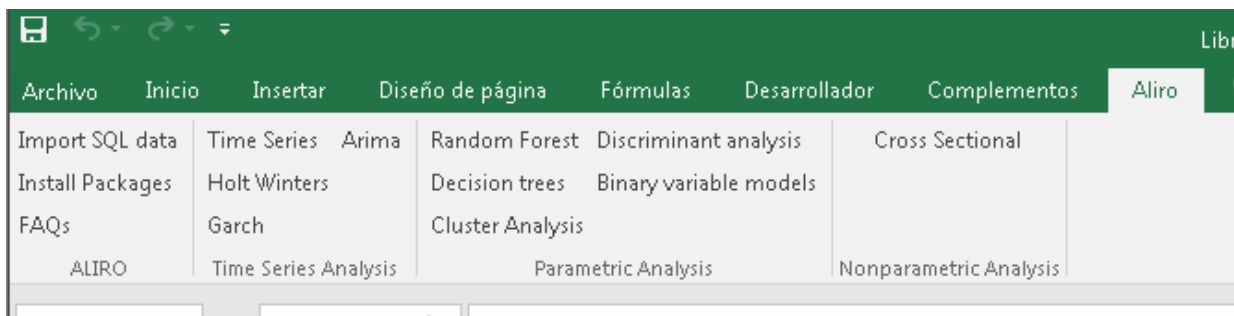 Libr
Archivo Inicio Insertar Diseño de página Fórmulas Desarrollador Complementos Aliro
Import SQL data Time Series Arima Random Forest Discriminant analysis Cross Sectional
Install Packages Holt Winters Decision trees Binary variable models
FAQs Garch Cluster Analysis
ALIRO Time Series Analysis Parametric Analysis Nonparametric Analysis